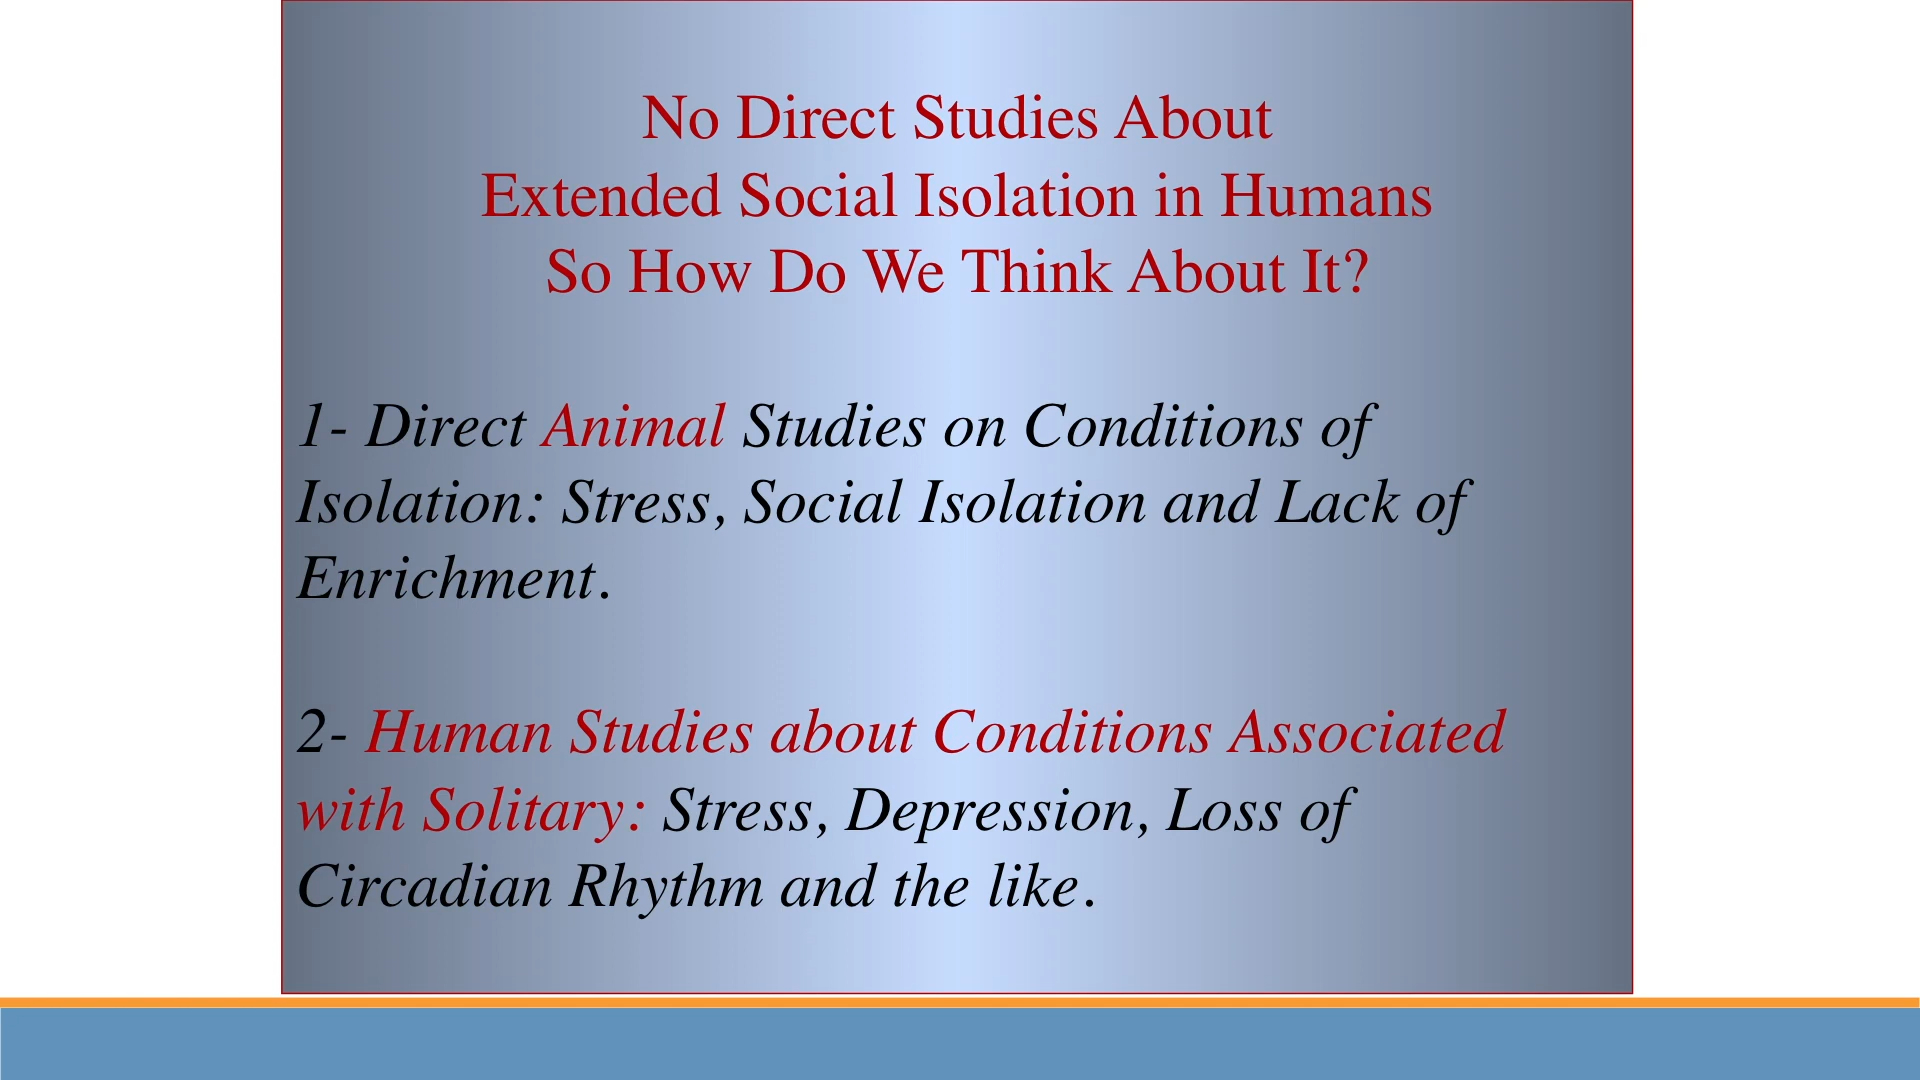 No Direct Studies About
Extended Social Isolation in Humans
So How Do We Think About It?
1- Direct Animal Studies on Conditions of
Isolation: Stress, Social Isolation and Lack of
Enrichment.
2- Human Studies about Conditions Associated
with Solitary: Stress, Depression, Loss of
Circadian Rhythm and the like.